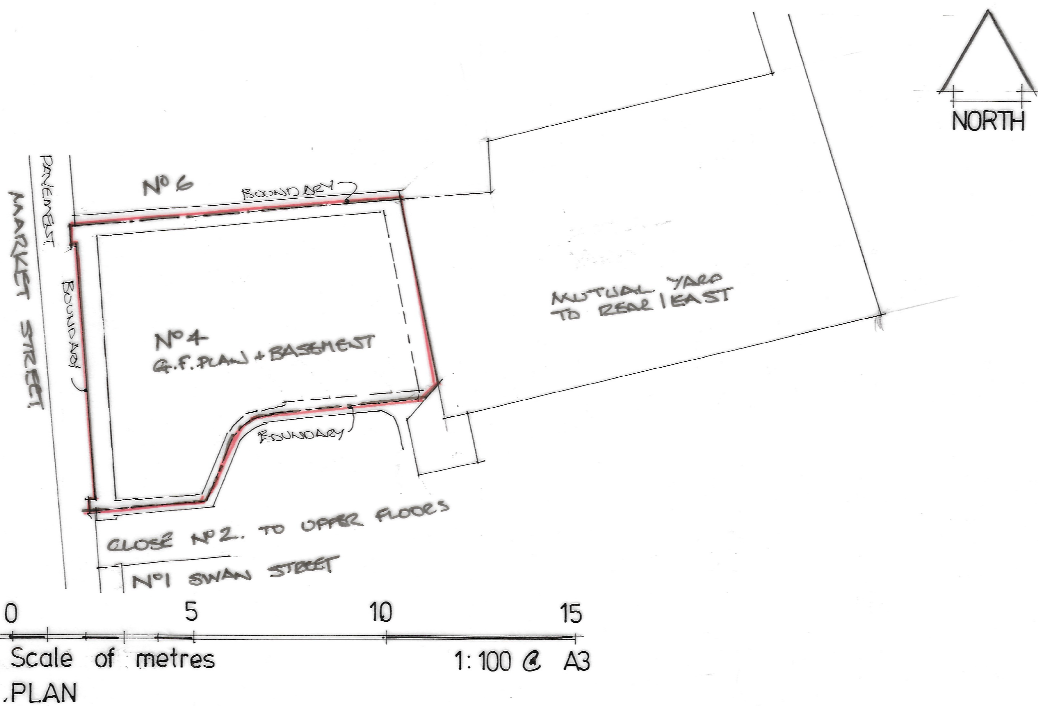 NORTH
Nº 6
BOUNDARY
PAVEMENT
MARKET STREET
BOUNDARY
MUTUAL YARD
TO REAR / EAST
Nº 4
G.F. PLAN + BASEMENT
BOUNDARY
CLOSE Nº 2. TO UPPER FLOORS
Nº 1 SWAN STREET
0 5 10 15
Scale of metres 1:100 @ A3
PLAN